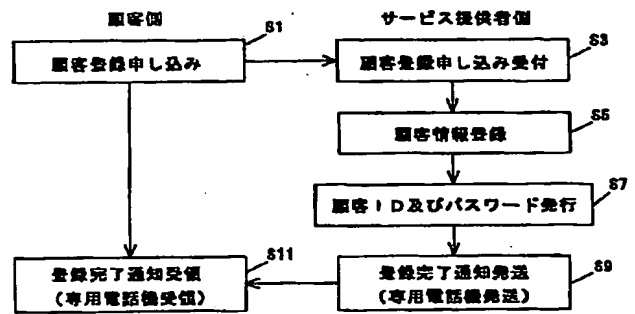 顧客側
サービス提供者側
S1
顧客登録申し込み
S3
顧客登録申し込み受付
S5
顧客情報登録
S7
顧客ID及びパスワード発行
S11
登録完了通知受領
(専用電話機受領)
S9
登録完了通知発送
(専用電話機発送)